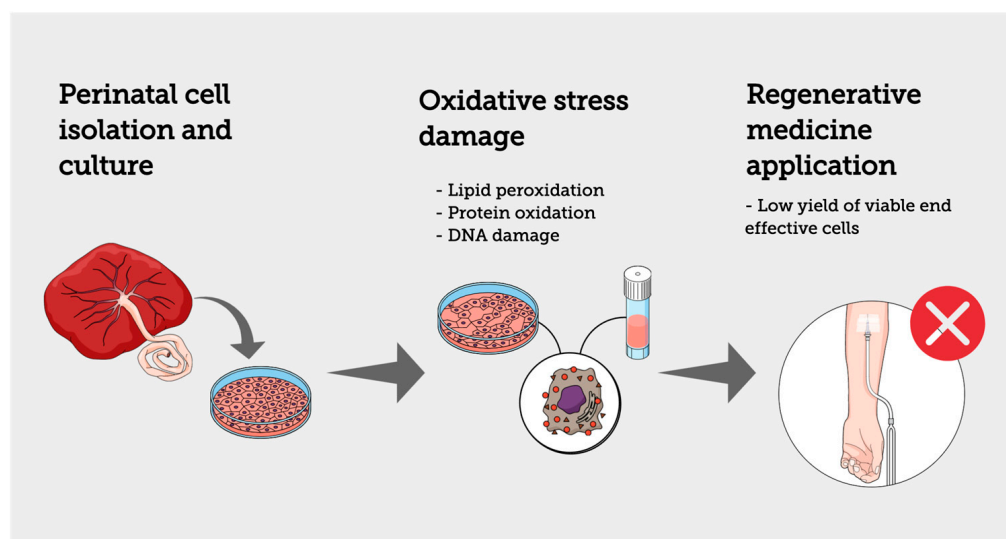 Perinatal cell
isolation and
culture
Oxidative stress
damage
- Lipid peroxidation
- Protein oxidation
- DNA damage
Regenerative
medicine
application
- Low yield of viable end
effective cells